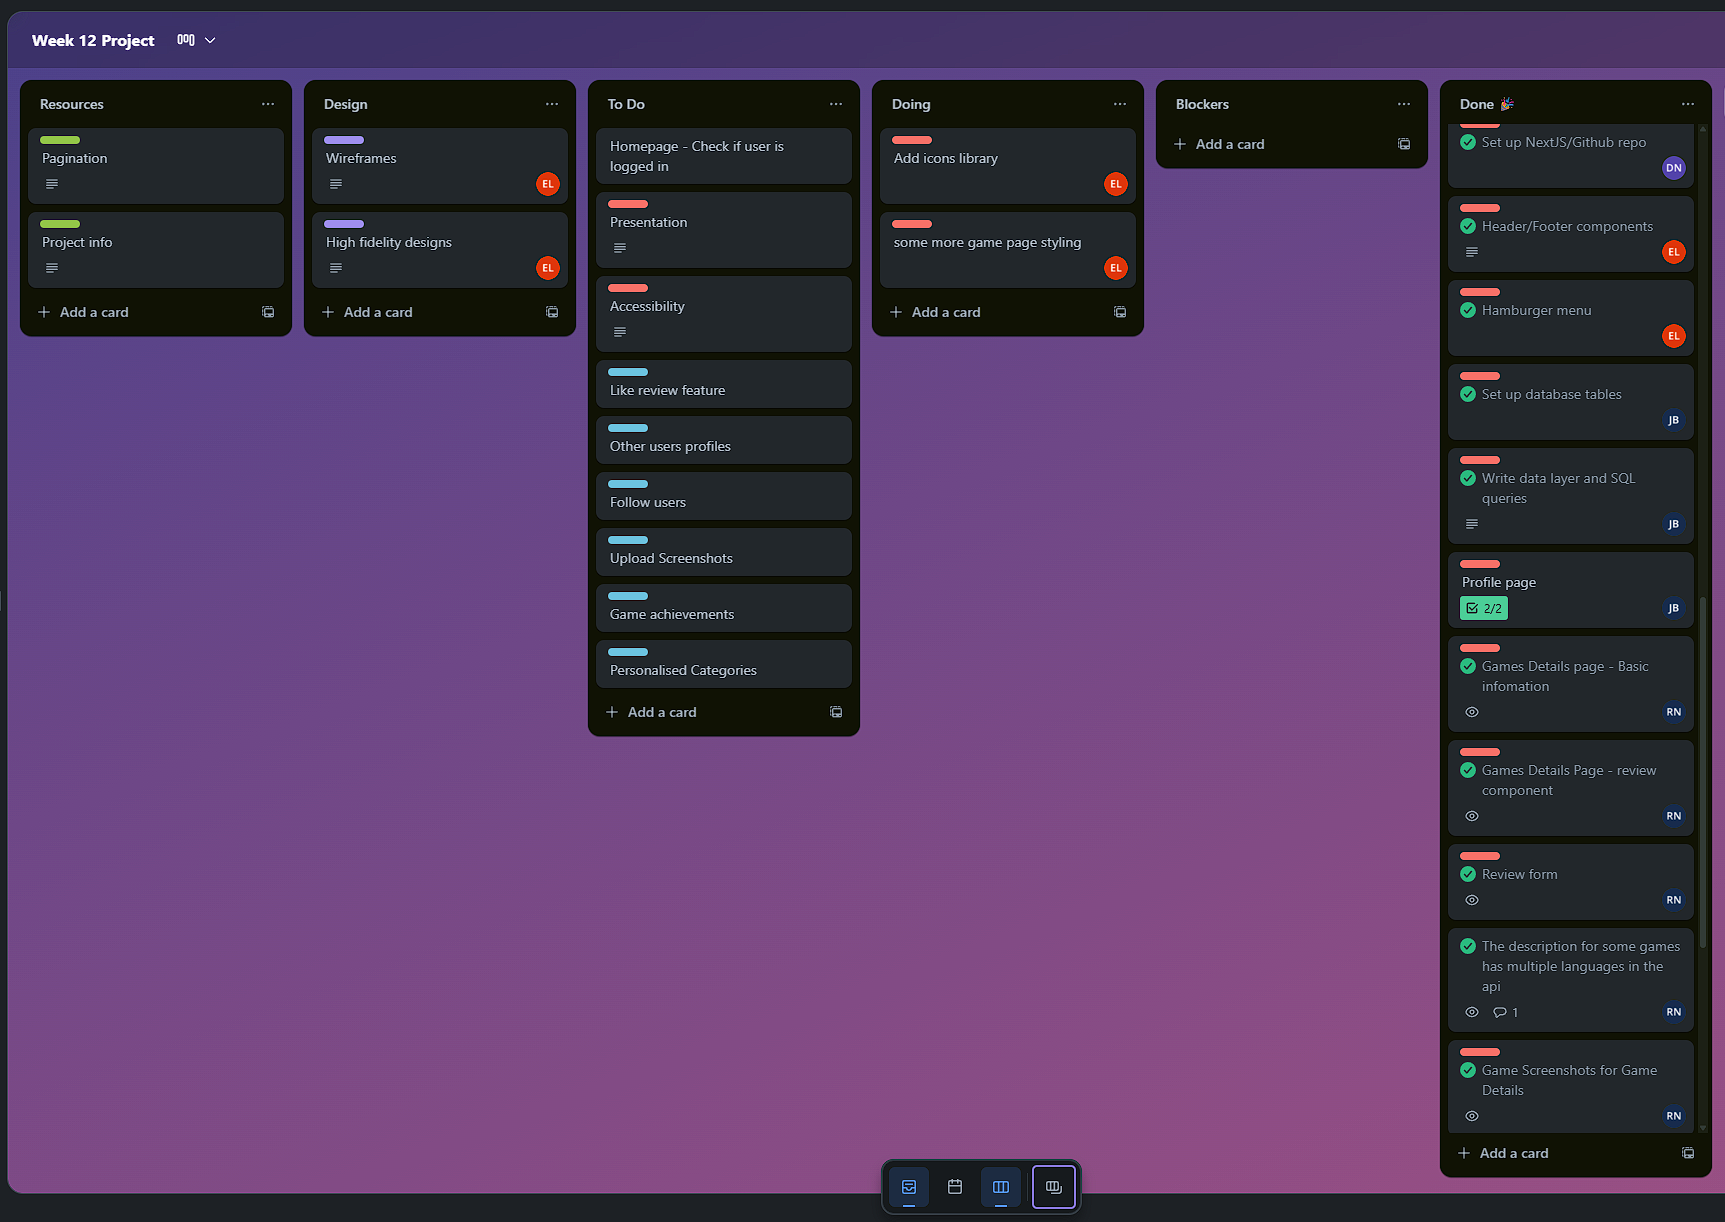 Week 12 Project
Resources
Pagination
Project info
Add a card
Design
Wireframes
EL
High fidelity designs
EL
Add a card
To Do
Homepage - Check if user is
logged in
Presentation
Accessibility
Like review feature
Other users profiles
Follow users
Upload Screenshots
Game achievements
Personalised Categories
Add a card
Doing
Add icons library
EL
some more game page styling
EL
Add a card
Blockers
Add a card
Done 🎉
Set up NextJS/Github repo
DN
Header/Footer components
EL
Hamburger menu
EL
Set up database tables
JB
Write data layer and SQL
queries
JB
Profile page
2/2
JB
Games Details page - Basic
infomation
RN
Games Details Page - review
component
RN
Review form
RN
The description for some games
has multiple languages in the
api
1
RN
Game Screenshots for Game
Details
RN
Add a card